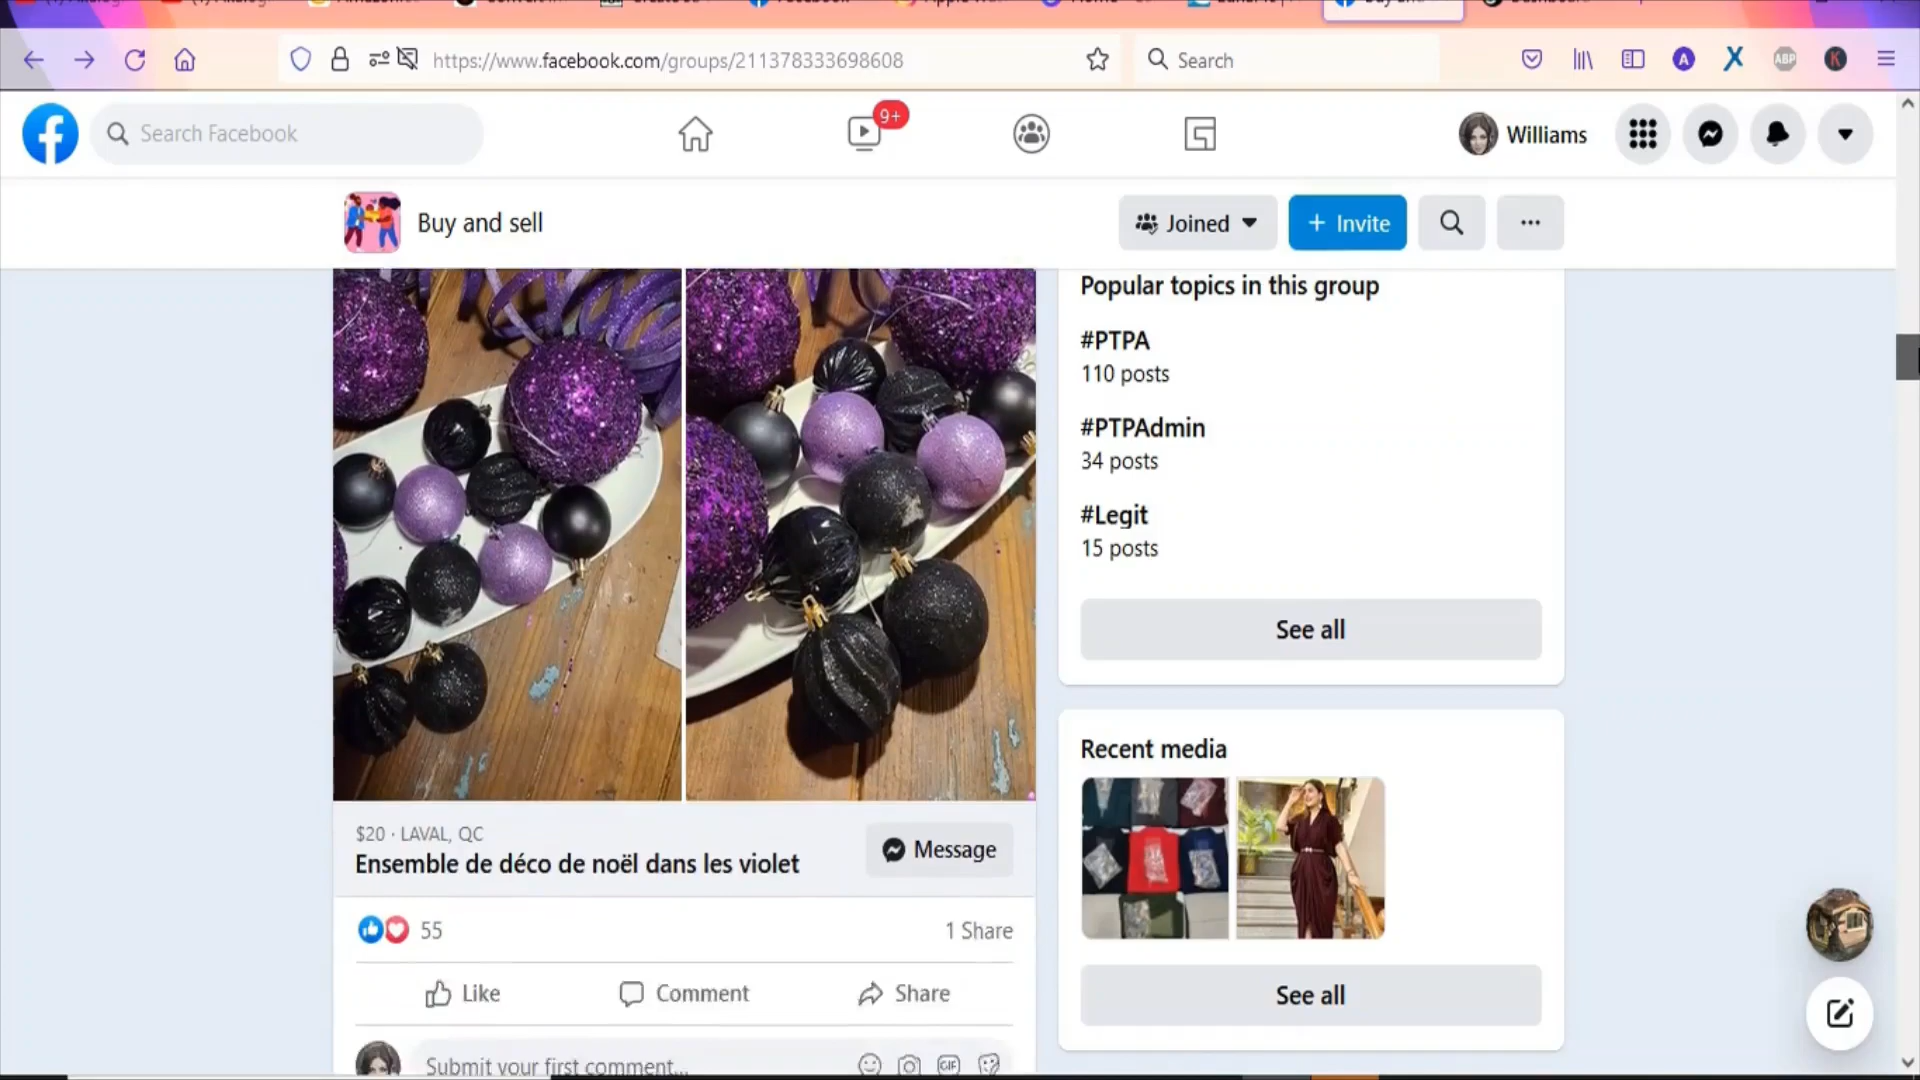 https://www.facebook.com/groups/211378333698608
Search
ABP
K
A
Search Facebook
9+
Williams
Buy and sell
Joined
+ Invite
Popular topics in this group
#PTPA
110 posts
#PTPAdmin
34 posts
#Legit
15 posts
See all
Recent media
See all
$20 · LAVAL, QC
Ensemble de déco de noël dans les violet
Message
55
1 Share
Like
Comment
Share
Submit your first comment...
GIF